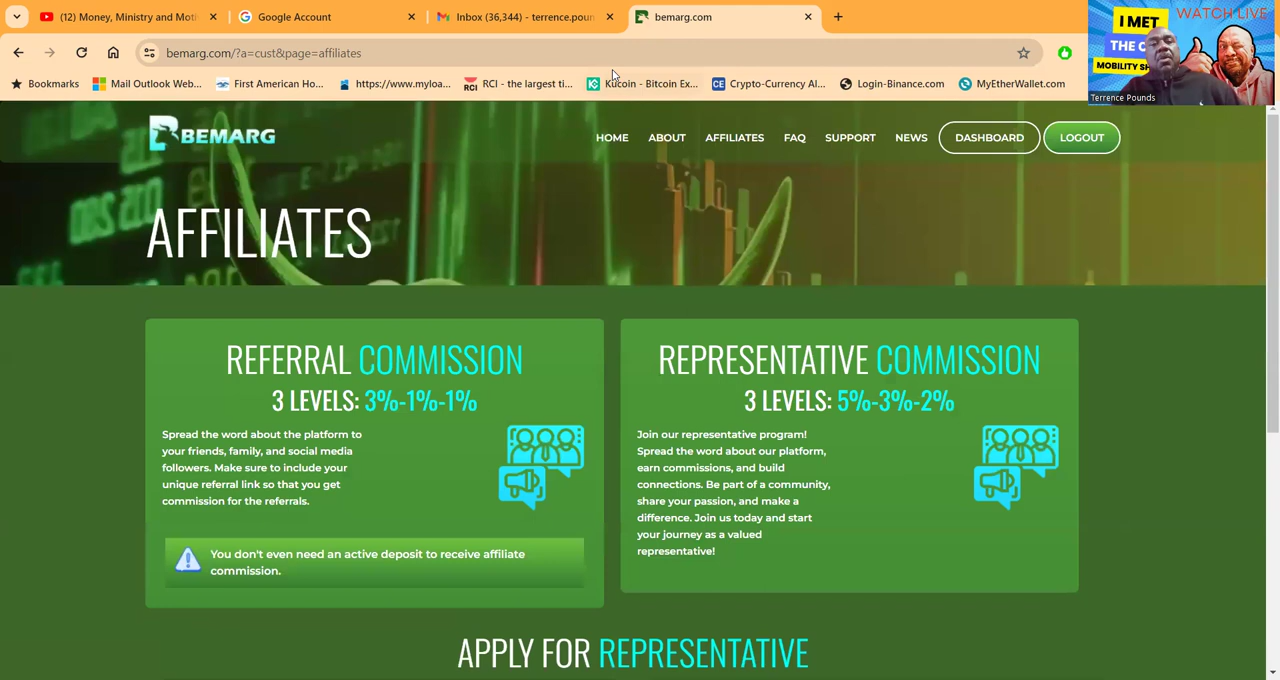 (12) Money, Ministry and Mot
Google Account
Inbox (36,344) - terrence.poun
bemarg.com
bemarg.com/?a=cust&page=affiliates
Bookmarks
Mail Outlook Web...
First American Ho...
https://www.myloa...
RCI - the largest ti...
Kucoin - Bitcoin Ex...
CE Crypto-Currency Al...
Login-Binance.com
MyEtherWallet.com
I MET
WATCH LIVE
THE C
MOBILITY SH
Terrence Pounds
BEMARG
HOME
ABOUT
AFFILIATES
FAQ
SUPPORT
NEWS
DASHBOARD
LOGOUT
AFFILIATES
REFERRAL COMMISSION
3 LEVELS: 3%-1%-1%
Spread the word about the platform to
your friends, family, and social media
followers. Make sure to include your
unique referral link so that you get
commission for the referrals.
You don't even need an active deposit to receive affiliate
commission.
REPRESENTATIVE COMMISSION
3 LEVELS: 5%-3%-2%
Join our representative program!
Spread the word about our platform,
earn commissions, and build
connections. Be part of a community,
share your passion, and make a
difference. Join us today and start
your journey as a valued
representative!
APPLY FOR REPRESENTATIVE